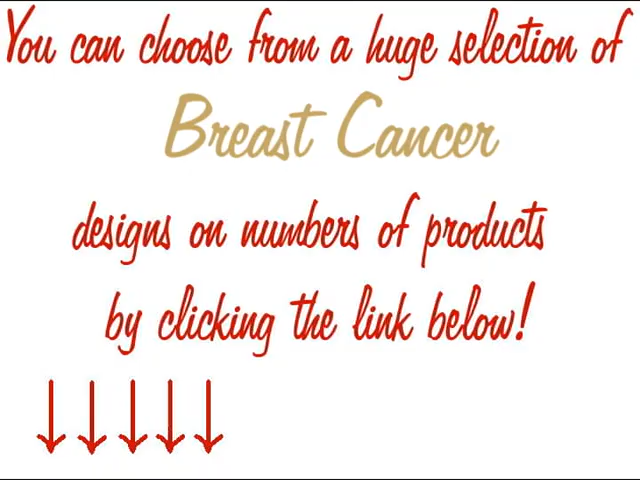 You can choose from a huge selection of
Breast Cancer
designs on numbers of products
by clicking the link below!